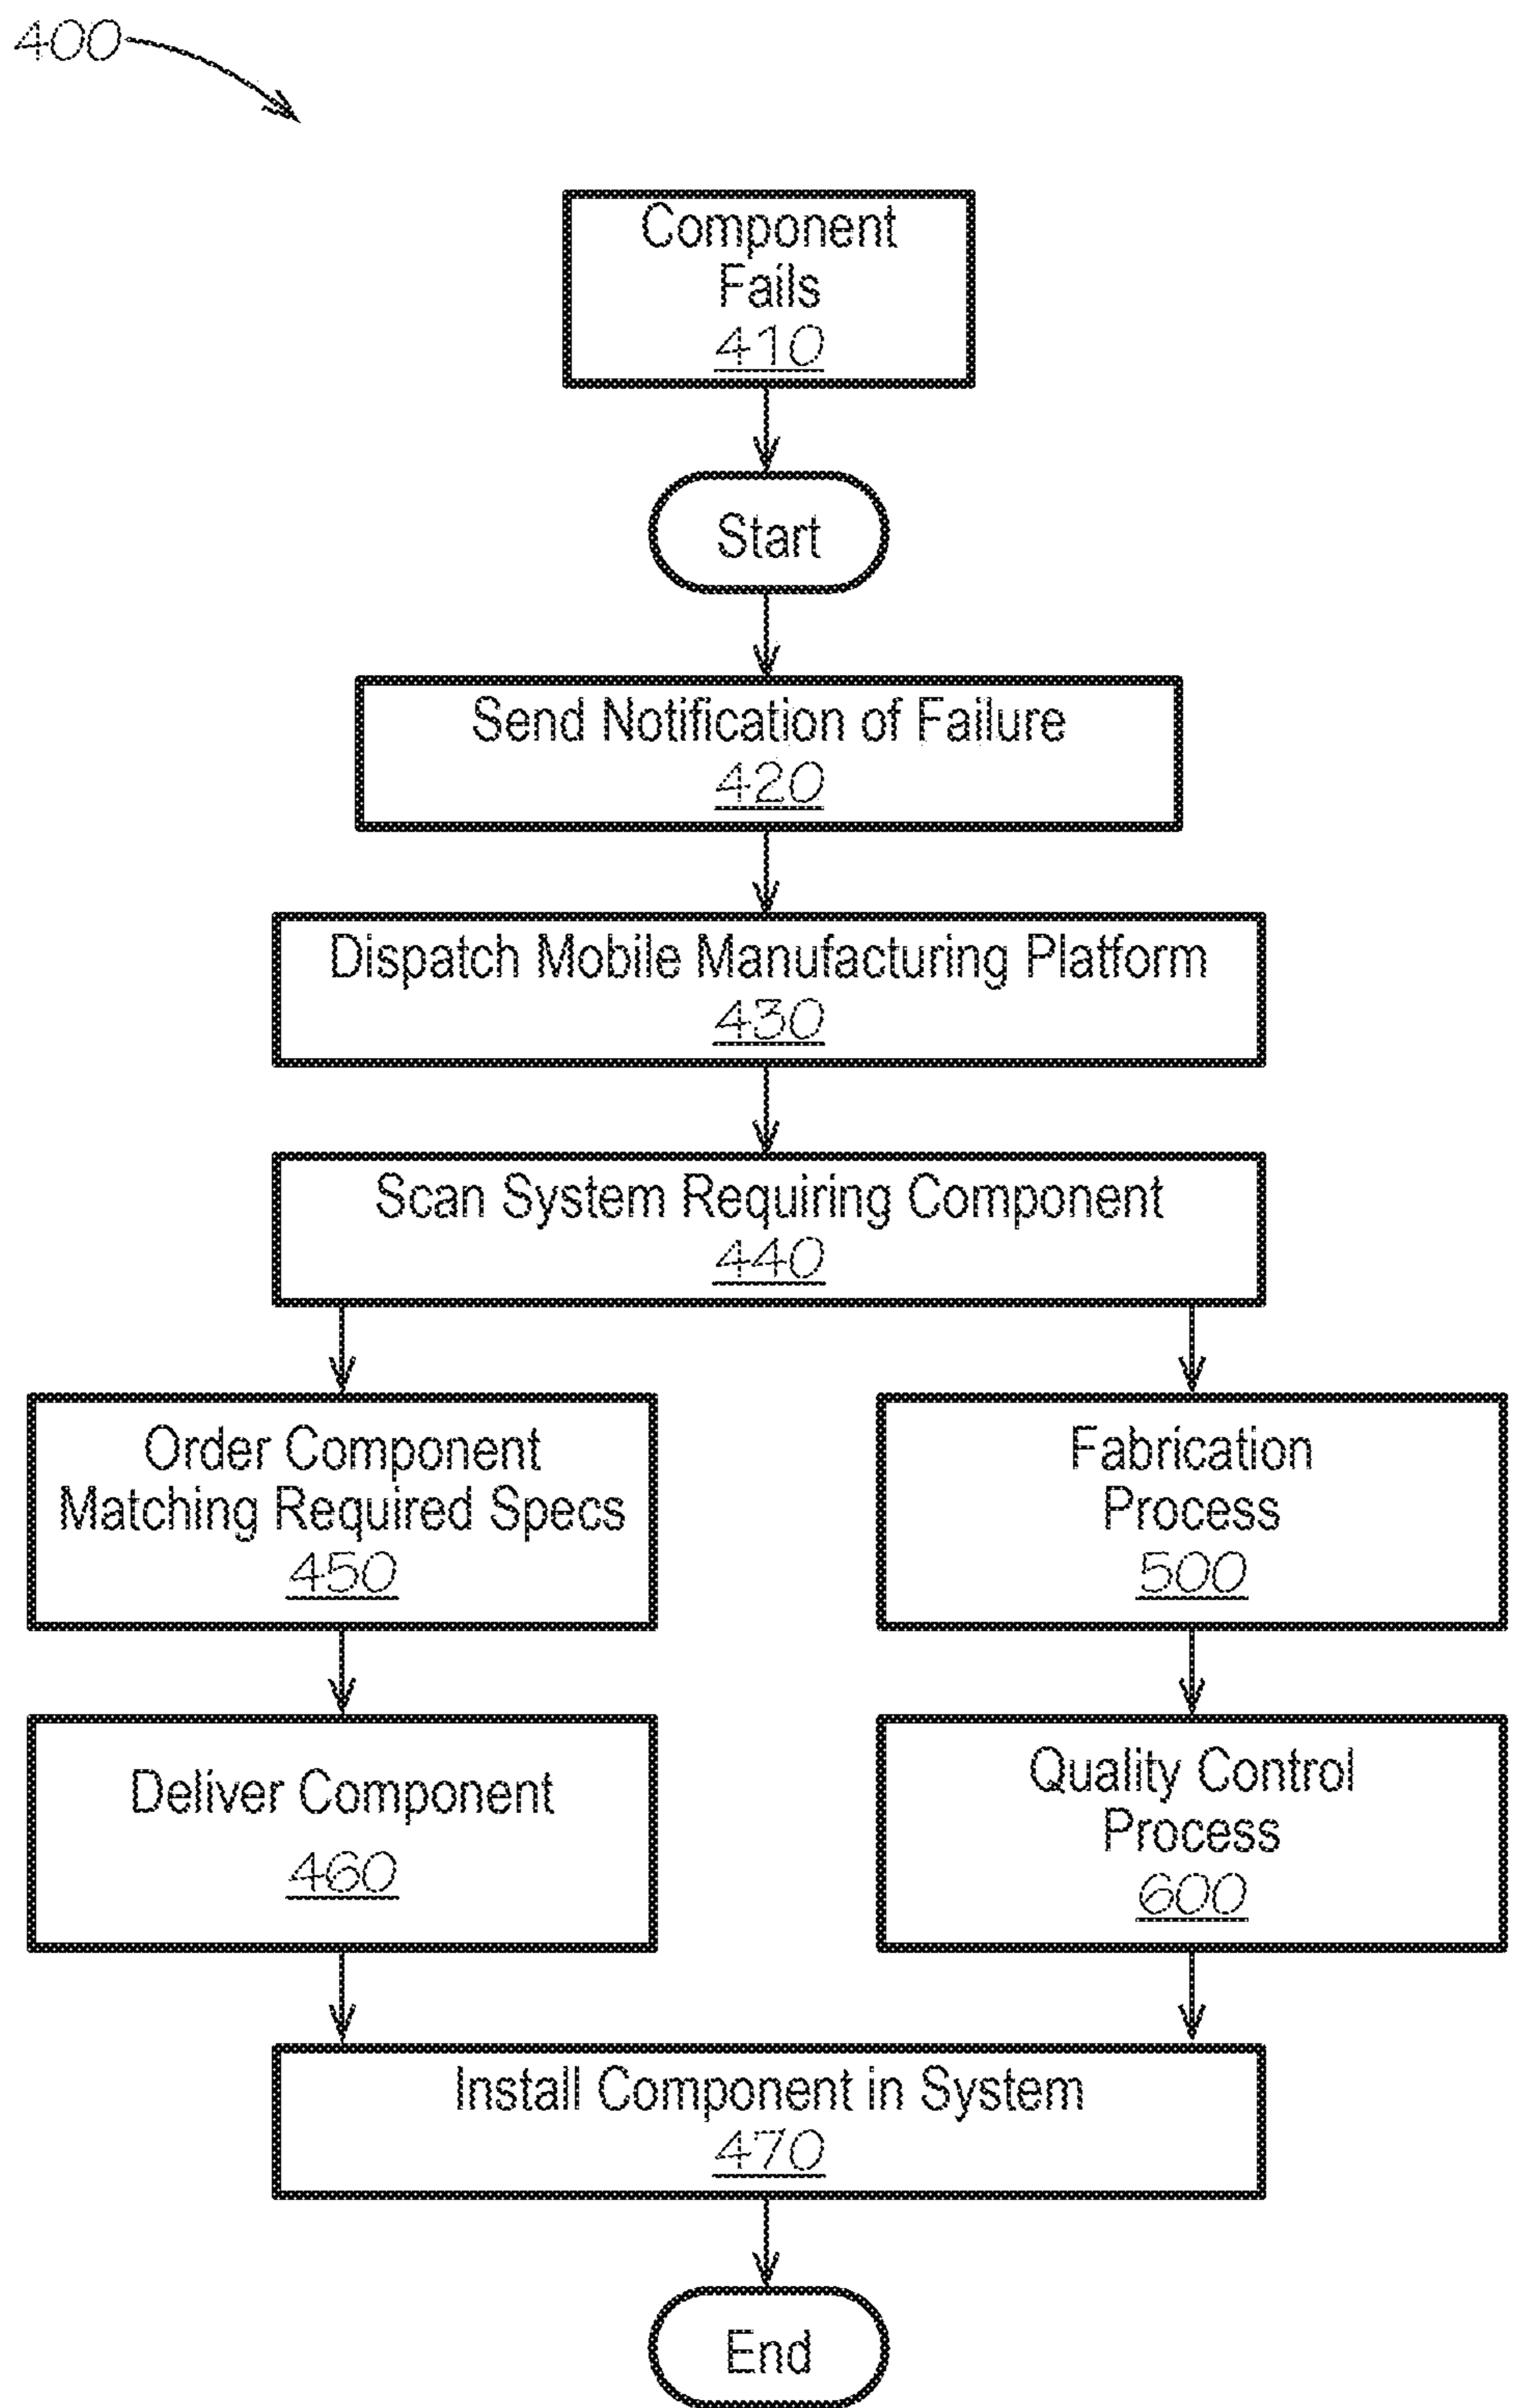 400
Component
Fails
410
Start
Send Notification of Failure
420
Dispatch Mobile Manufacturing Platform
430
Scan System Requiring Component
440
Order Component
Matching Required Specs
450
Fabrication
Process
500
Deliver Component
460
Quality Control
Process
600
Install Component in System
470
End